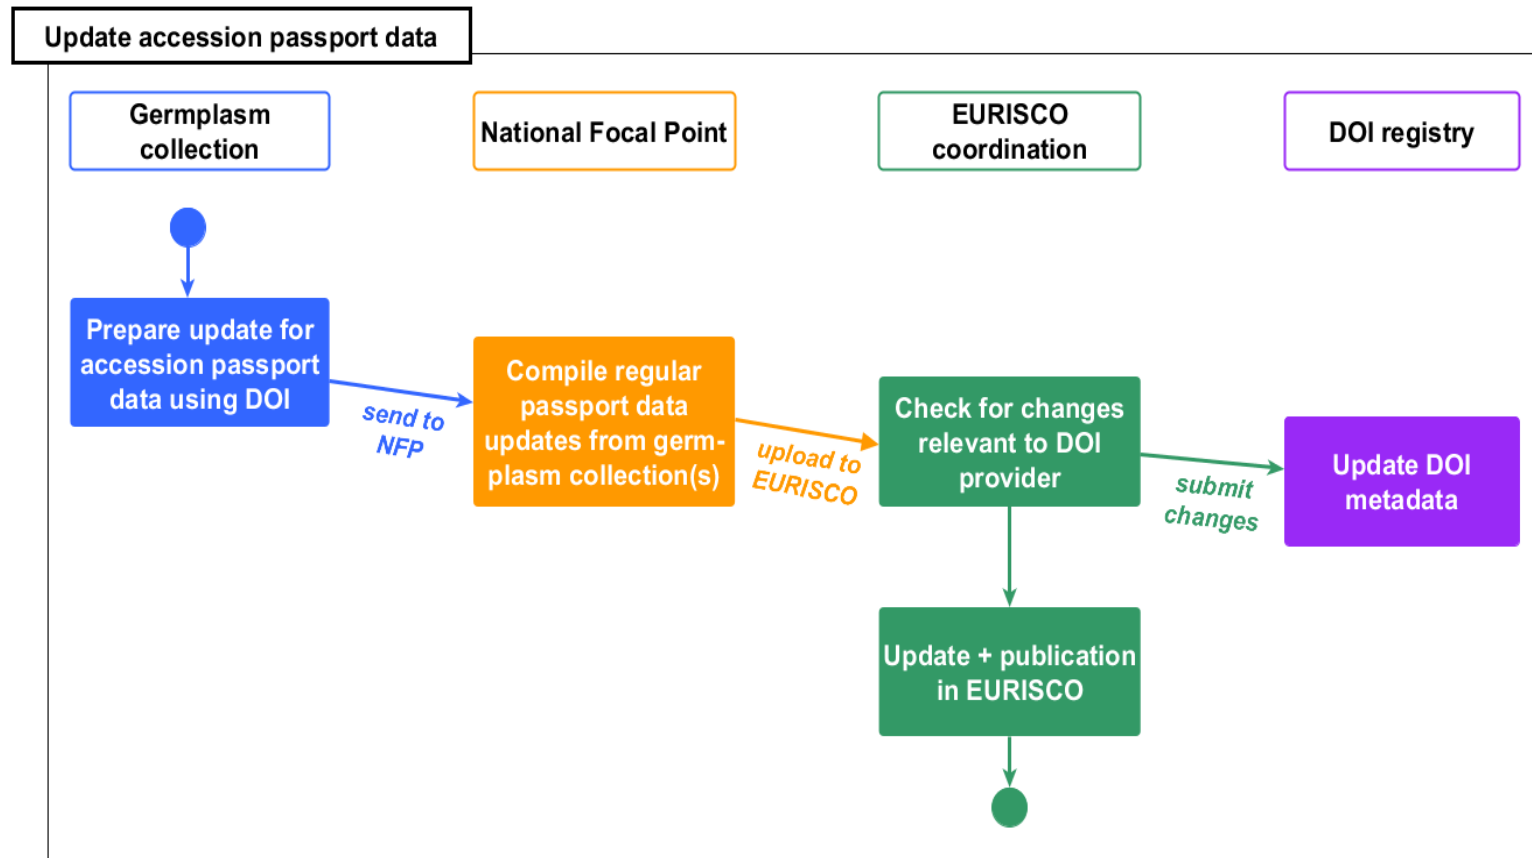 Update accession passport data
Germplasm
collection
National Focal Point
EURISCO
coordination
DOI registry
Prepare update for
accession passport
data using DOI
send to
NFP
Compile regular
passport data
updates from germ-
plasm collection(s)
upload to
EURISCO
Check for changes
relevant to DOI
provider
submit
changes
Update DOI
metadata
Update + publication
in EURISCO